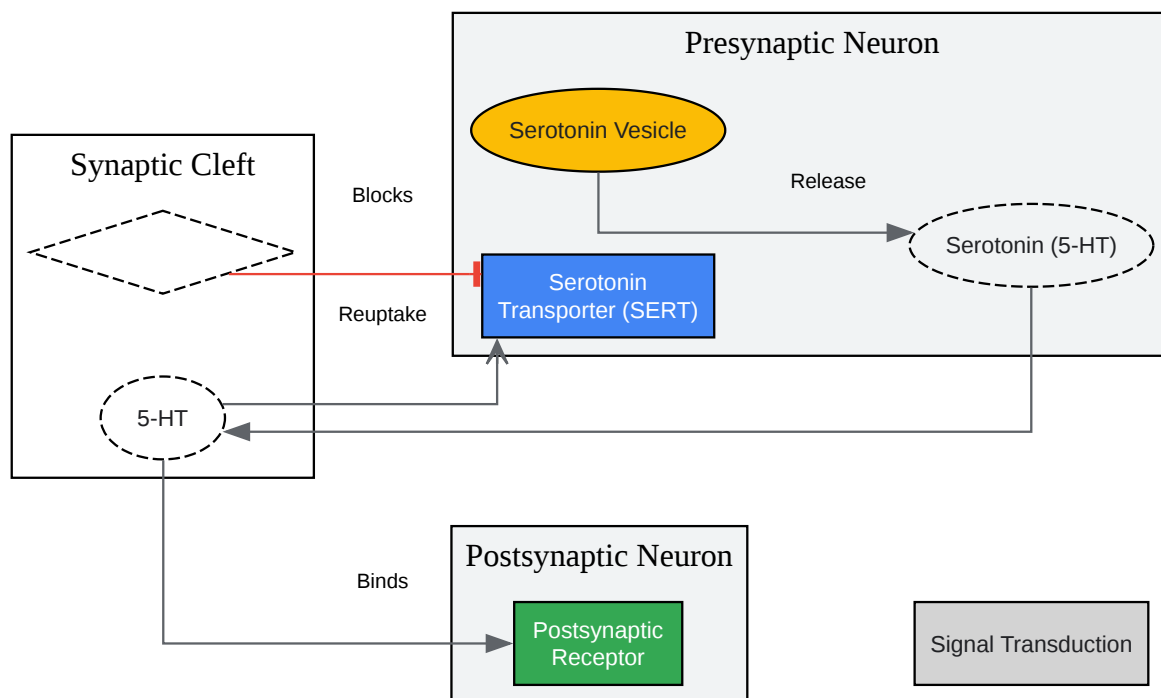 Presynaptic Neuron
Serotonin Vesicle
Synaptic Cleft
Release
Blocks
Serotonin (5-HT)
Serotonin
Transporter (SERT)
Reuptake
5-HT
Postsynaptic Neuron
Binds
Postsynaptic
Receptor
Signal Transduction